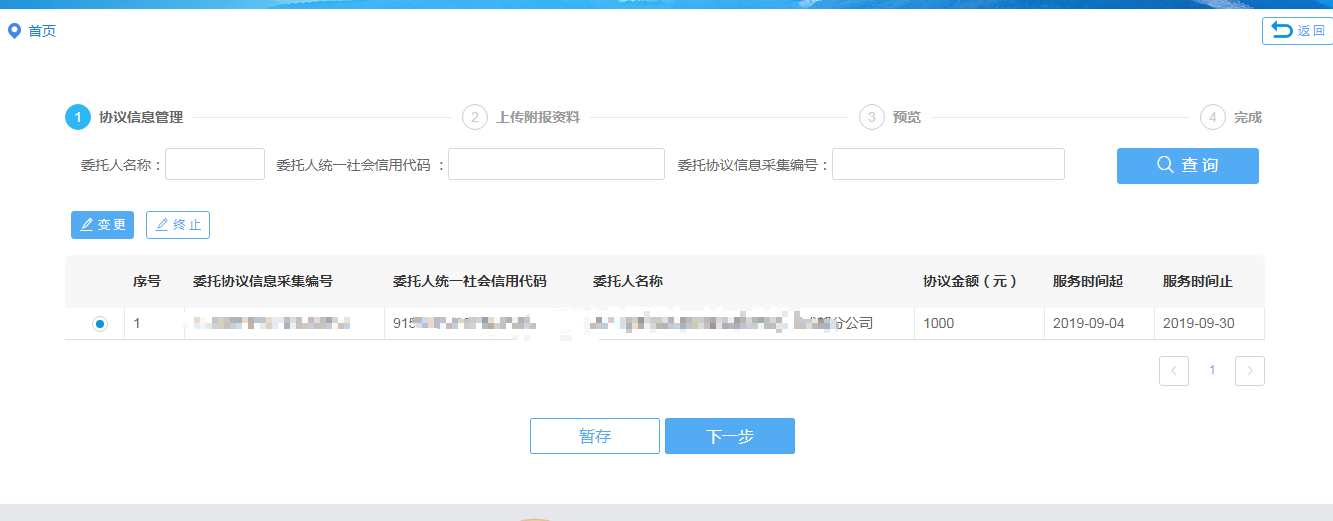 首页
返回
1 协议信息管理 2 上传附报资料 3 预览 4 完成
委托人名称： 委托人统一社会信用代码 ： 委托协议信息采集编号： 查询
变更 终止
序号 委托协议信息采集编号 委托人统一社会信用代码 委托人名称 协议金额（元） 服务时间起 服务时间止
1 915 分公司 1000 2019-09-04 2019-09-30
1
暂存 下一步